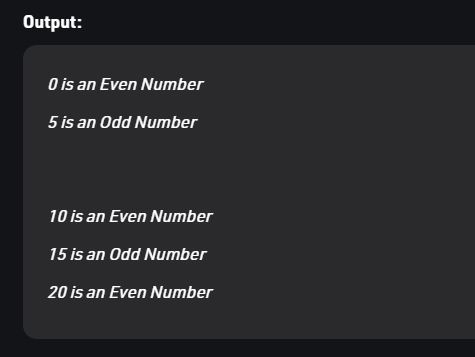 Output:
0 is an Even Number
5 is an Odd Number
10 is an Even Number
15 is an Odd Number
20 is an Even Number